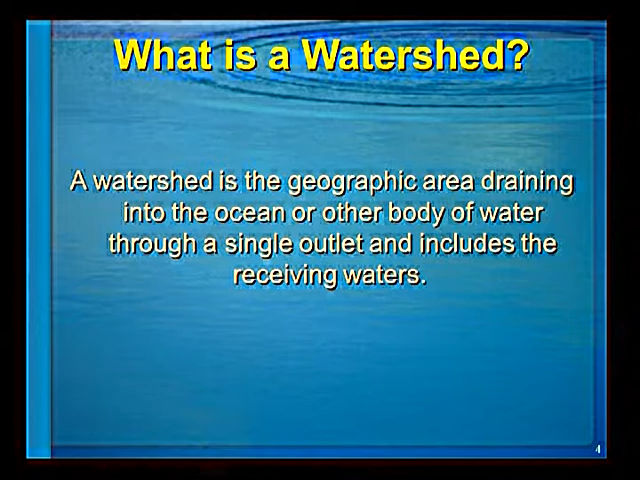 What is a Watershed?
A watershed is the geographic area draining
into the ocean or other body of water
through a single outlet and includes the
receiving waters.
4